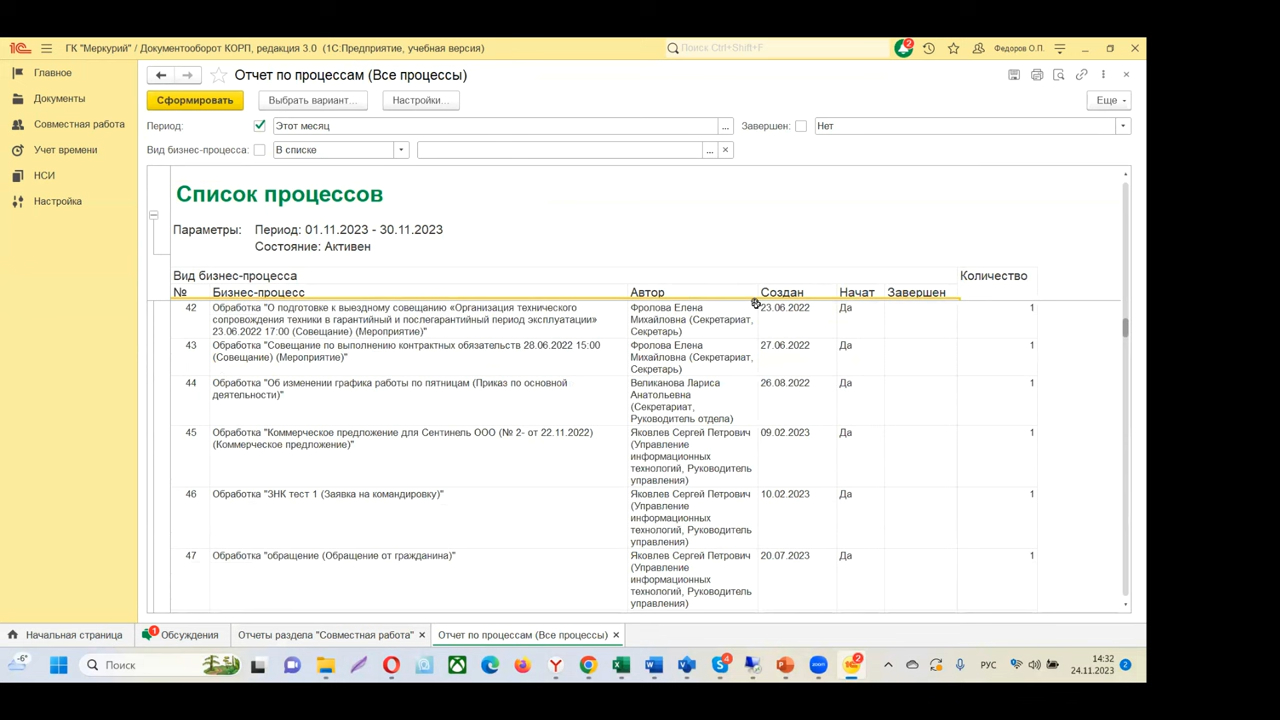 ГК "Меркурий" / Документооборот КОРП, редакция 3.0 (1С:Предприятие, учебная версия)
Поиск Ctrl+Shift+F
2
Федоров О.П.
Главное
Документы
Совместная работа
Учет времени
НСИ
Настройка
Отчет по процессам (Все процессы)
Сформировать
Выбрать вариант...
Настройки...
Еще
Период:
Этот месяц
...
Завершен:
Нет
Вид бизнес-процесса:
В списке
...
Список процессов
Параметры: Период: 01.11.2023 - 30.11.2023
Состояние: Активен
Вид бизнес-процесса
Количество
№ Бизнес-процесс Автор Создан Начат Завершен
42 Обработка "О подготовке к выездному совещанию «Организация технического Фролова Елена 23.06.2022 Да 1
сопровождения техники в гарантийный и послегарантийный период эксплуатации» Михайловна (Секретариат,
23.06.2022 17:00 (Совещание) (Мероприятие)" Секретарь)
43 Обработка "Совещание по выполнению контрактных обязательств 28.06.2022 15:00 Фролова Елена 27.06.2022 Да 1
(Совещание) (Мероприятие)" Михайловна (Секретариат,
Секретарь)
44 Обработка "Об изменении графика работы по пятницам (Приказ по основной Великанова Лариса 26.08.2022 Да 1
деятельности)" Анатольевна
(Секретариат,
Руководитель отдела)
45 Обработка "Коммерческое предложение для Сентинель ООО (№ 2- от 22.11.2022) Яковлев Сергей Петрович 09.02.2023 Да 1
(Коммерческое предложение)" (Управление
информационных
технологий, Руководитель
управления)
46 Обработка "ЗНК тест 1 (Заявка на командировку)" Яковлев Сергей Петрович 10.02.2023 Да 1
(Управление
информационных
технологий, Руководитель
управления)
47 Обработка "обращение (Обращение от гражданина)" Яковлев Сергей Петрович 20.07.2023 Да 1
(Управление
информационных
технологий, Руководитель
управления)
Начальная страница
1
Обсуждения
Отчеты раздела "Совместная работа"
Отчет по процессам (Все процессы)
-6°
Поиск
4
zoom
2
РУС
14:32
24.11.2023
2